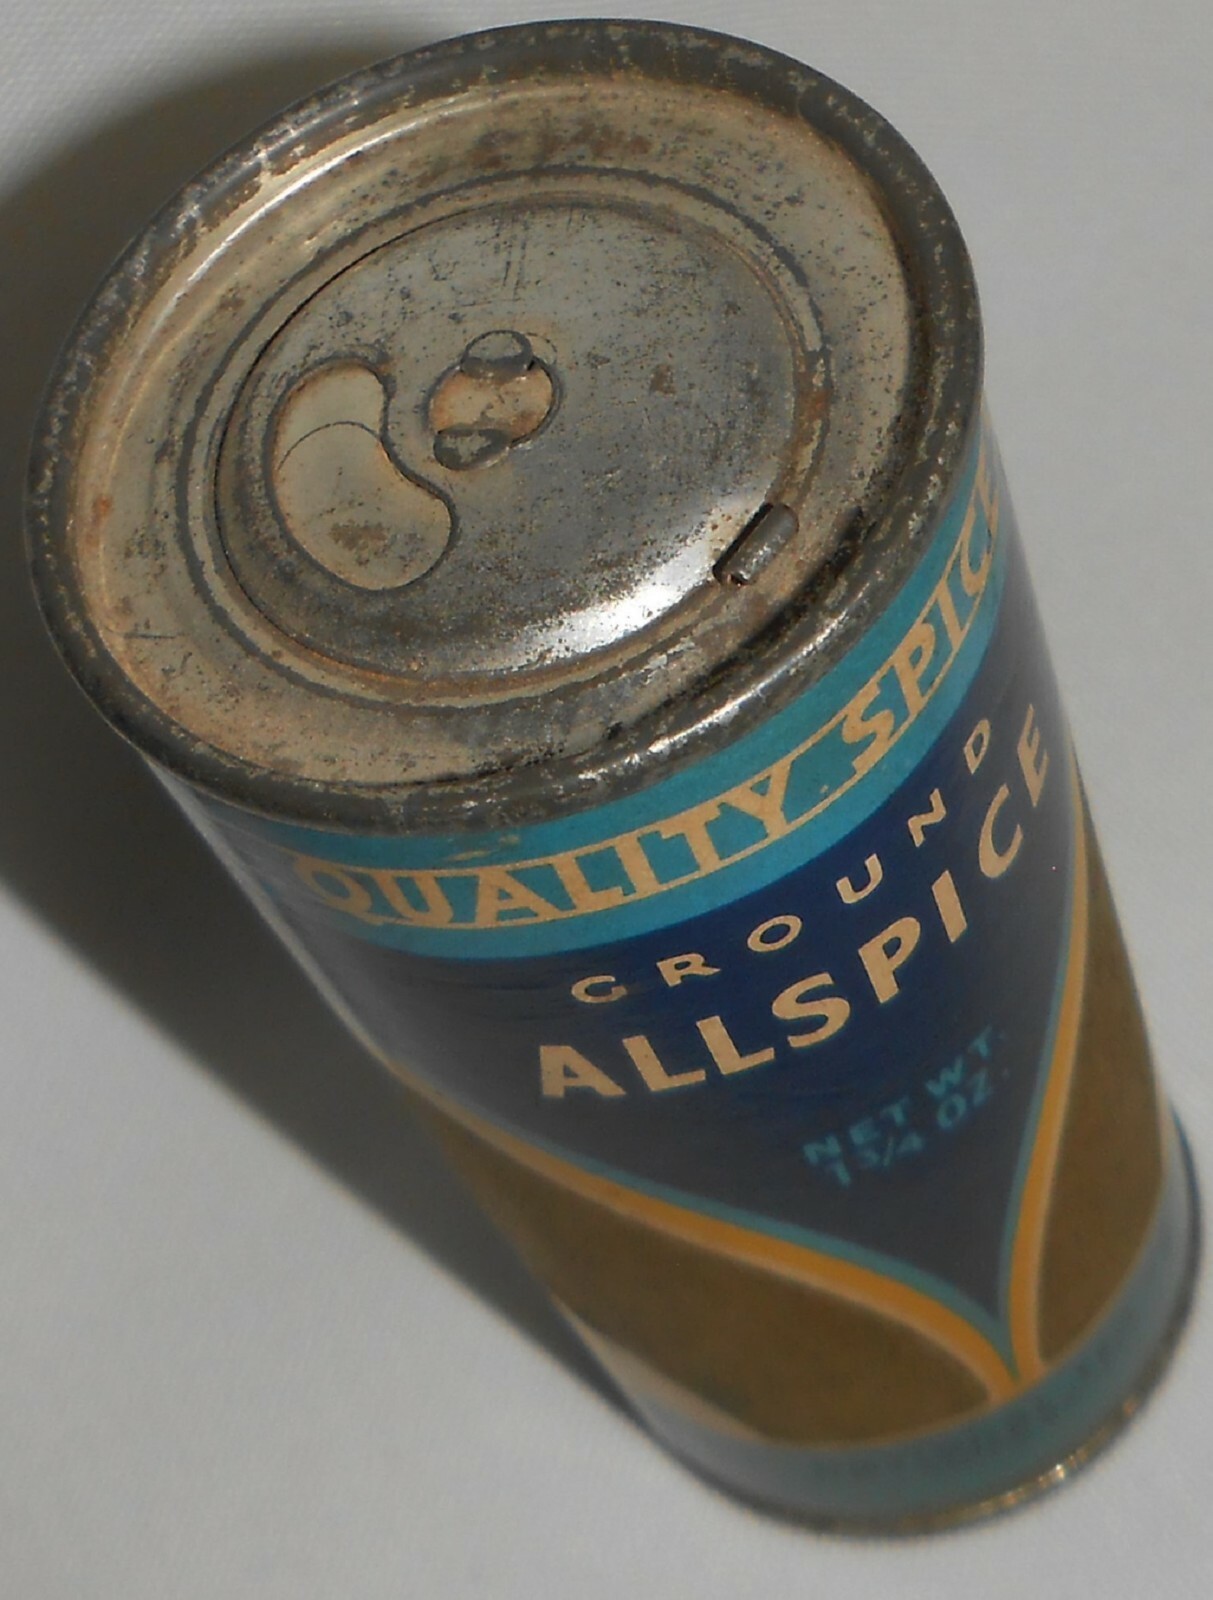 QUALITY SPICE
GROUND
ALLSPICE
NET WT.
1 3/4 OZ.